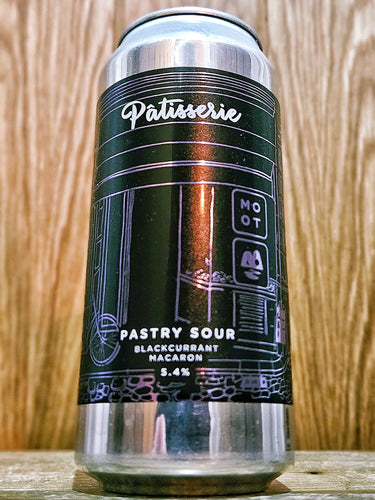 Pâtisserie
MO
OT
PASTRY SOUR
BLACKCURRANT
MACARON
5.4%